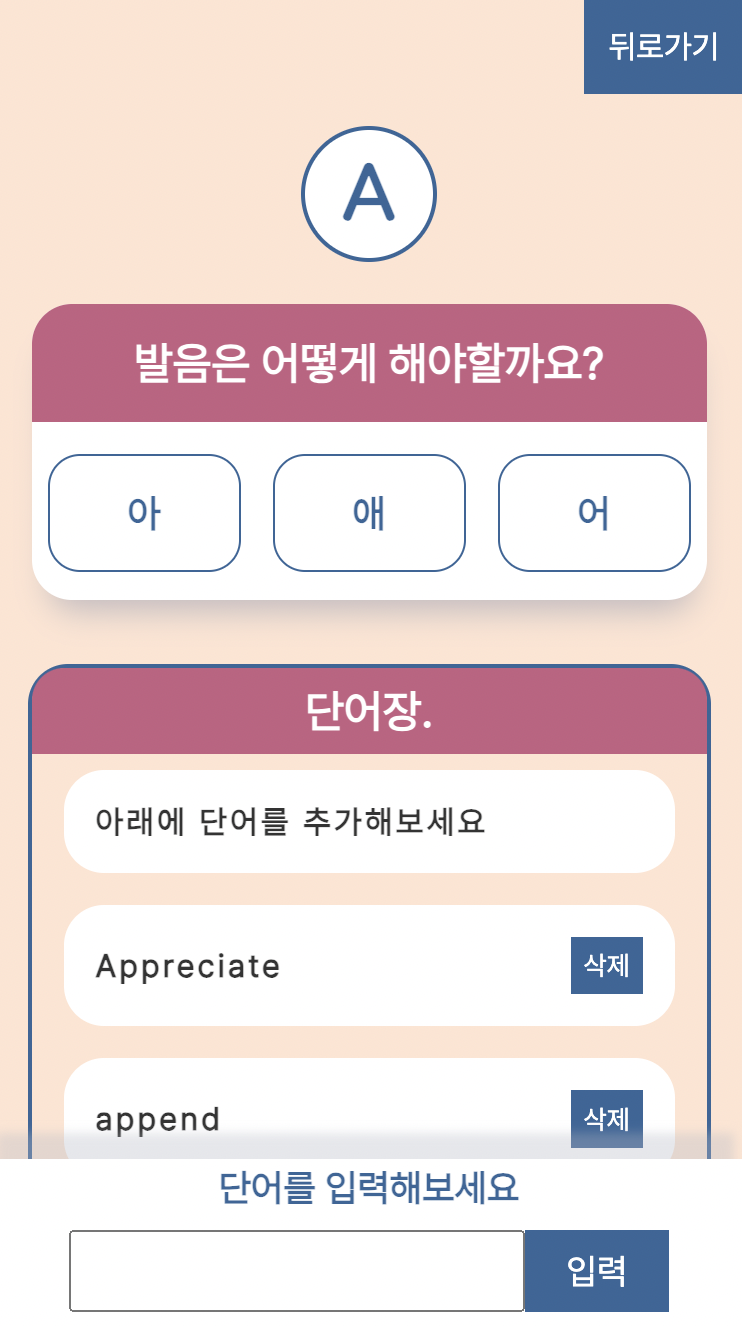 뒤로가기
A
발음은 어떻게 해야할까요?
아 애 어
단어장.
아래에 단어를 추가해보세요
Appreciate 삭제
append 삭제
단어를 입력해보세요
입력